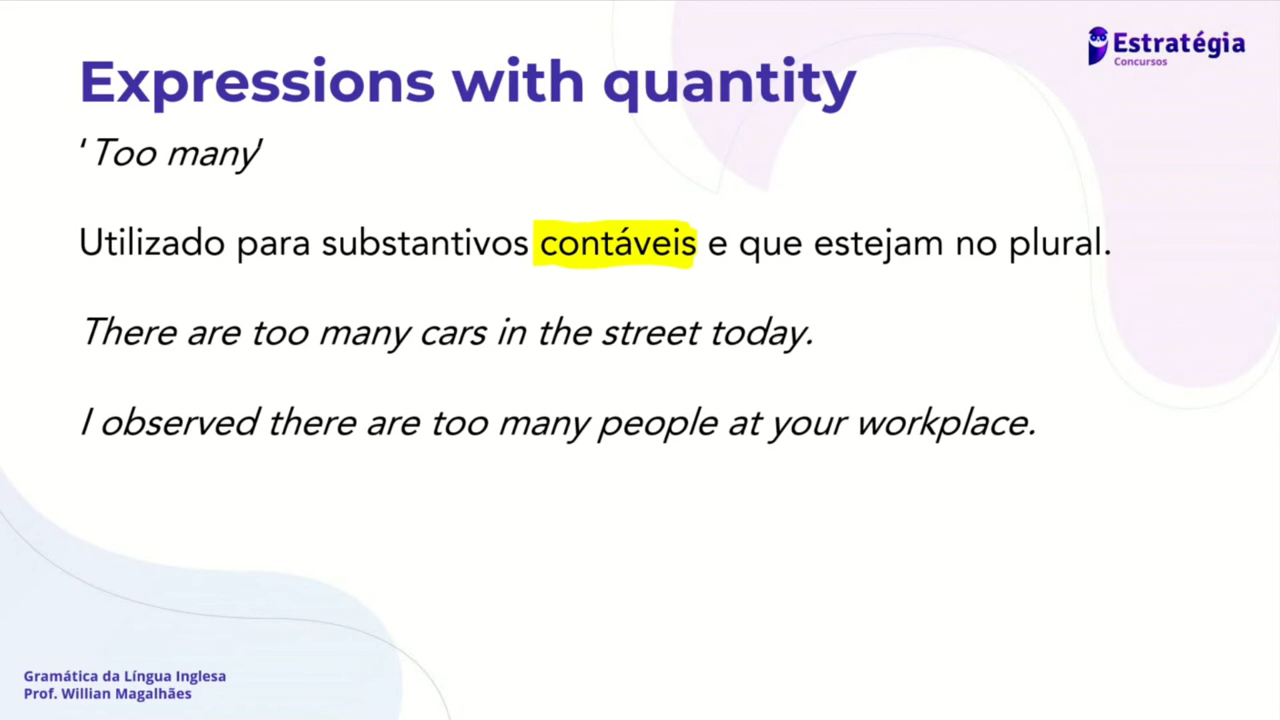 Estratégia
Concursos
Expressions with quantity
'Too many'
Utilizado para substantivos contáveis e que estejam no plural.
There are too many cars in the street today.
I observed there are too many people at your workplace.
Gramática da Língua Inglesa
Prof. Willian Magalhães